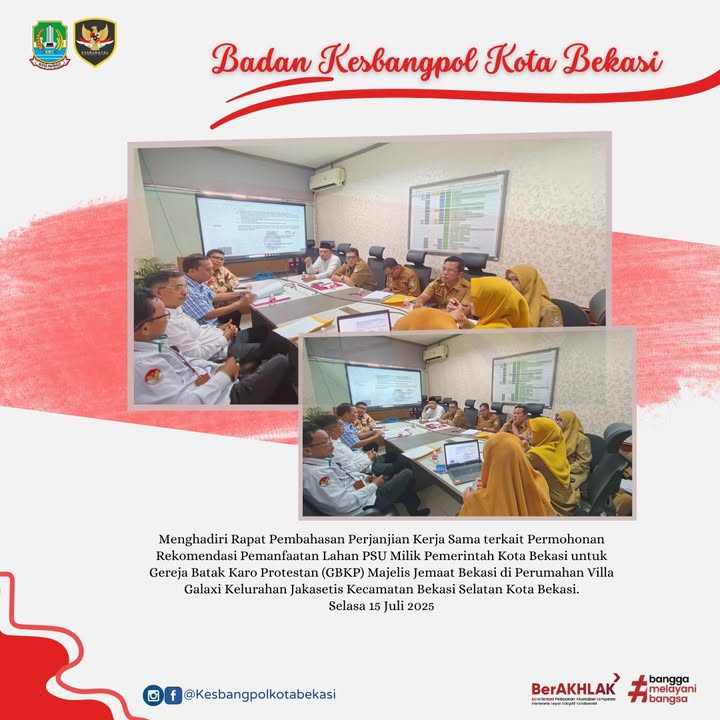 Badan Kesbangpol Kota Bekasi
Menghadiri Rapat Pembahasan Perjanjian Kerja Sama terkait Permohonan
Rekomendasi Pemanfaatan Lahan PSU Milik Pemerintah Kota Bekasi untuk
Gereja Batak Karo Protestan (GBKP) Majelis Jemaat Bekasi di Perumahan Villa
Galaxi Kelurahan Jakasetis Kecamatan Bekasi Selatan Kota Bekasi.
Selasa 15 Juli 2025
@Kesbangpolkotabekasi
BerAKHLAK
#bangga
melayani
bangsa